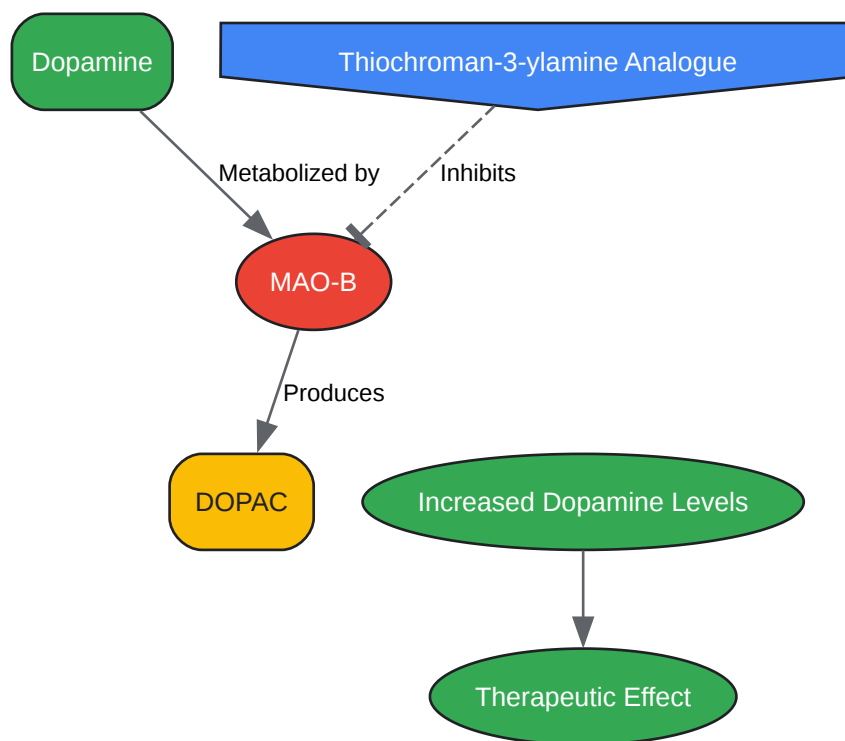 Dopamine
Thiochroman-3-ylamine Analogue
Metabolized by
Inhibits
MAO-B
Produces
DOPAC
Increased Dopamine Levels
Therapeutic Effect